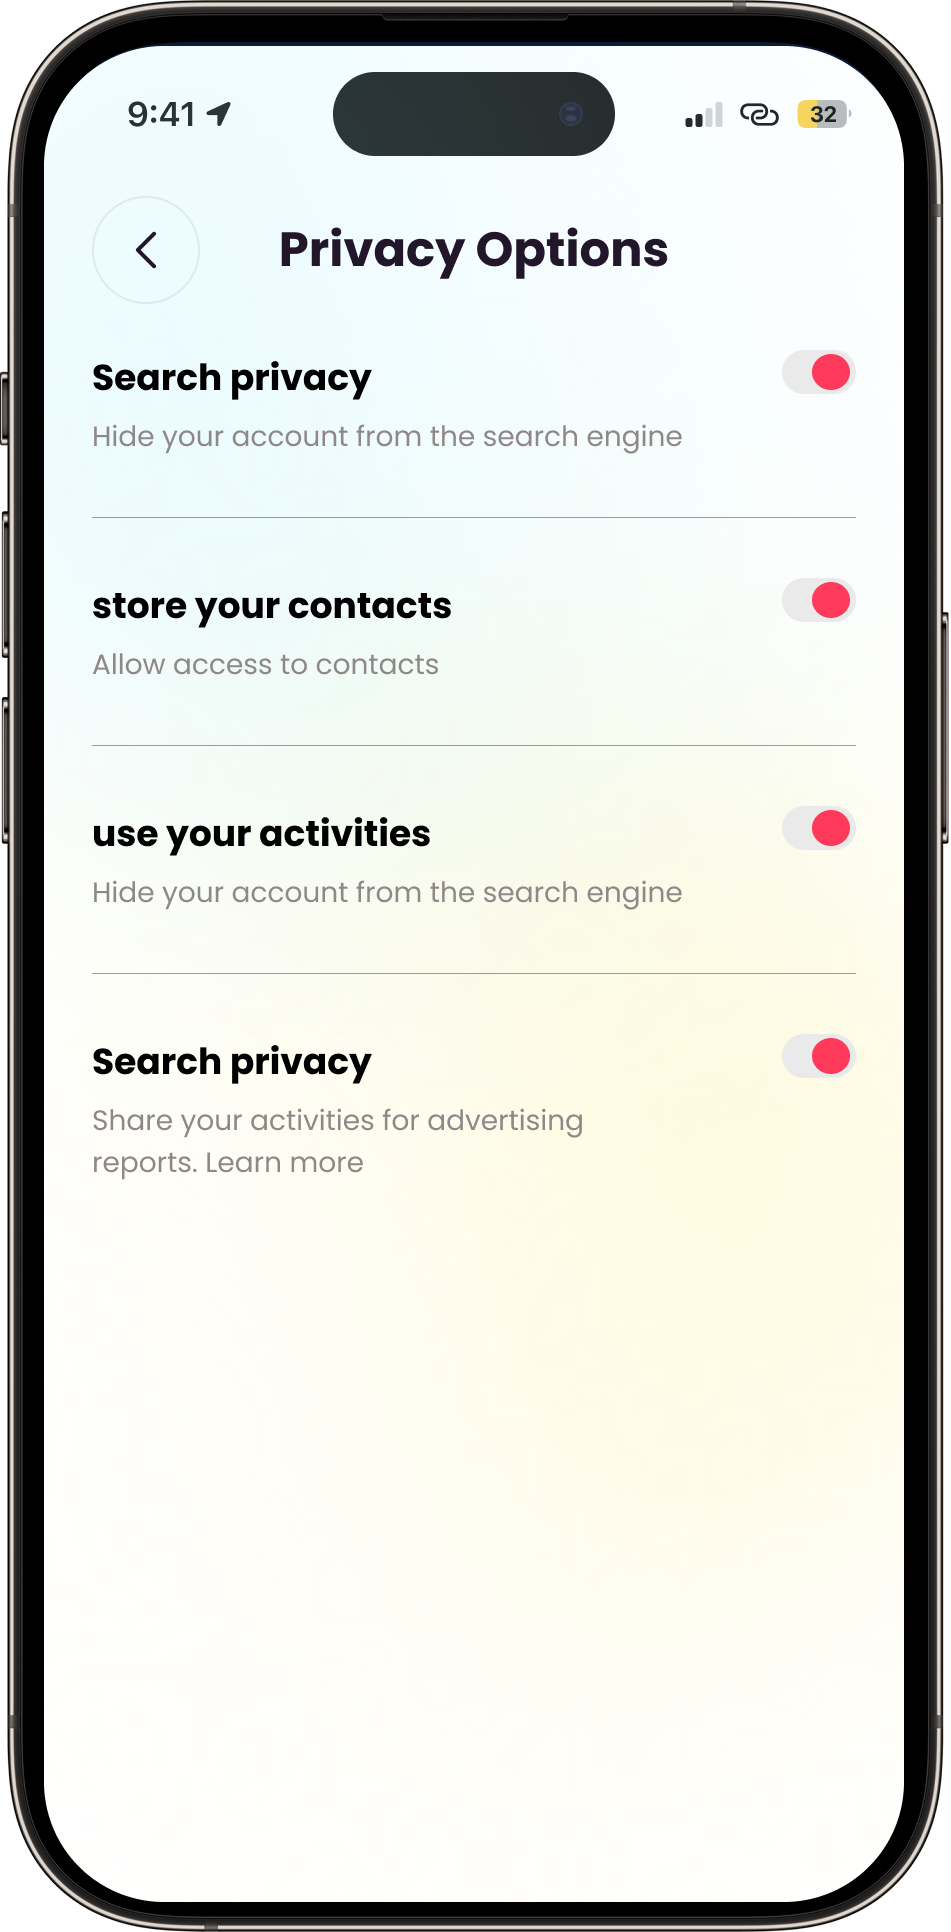 9:41
32
Privacy Options
Search privacy
Hide your account from the search engine
store your contacts
Allow access to contacts
use your activities
Hide your account from the search engine
Search privacy
Share your activities for advertising
reports. Learn more